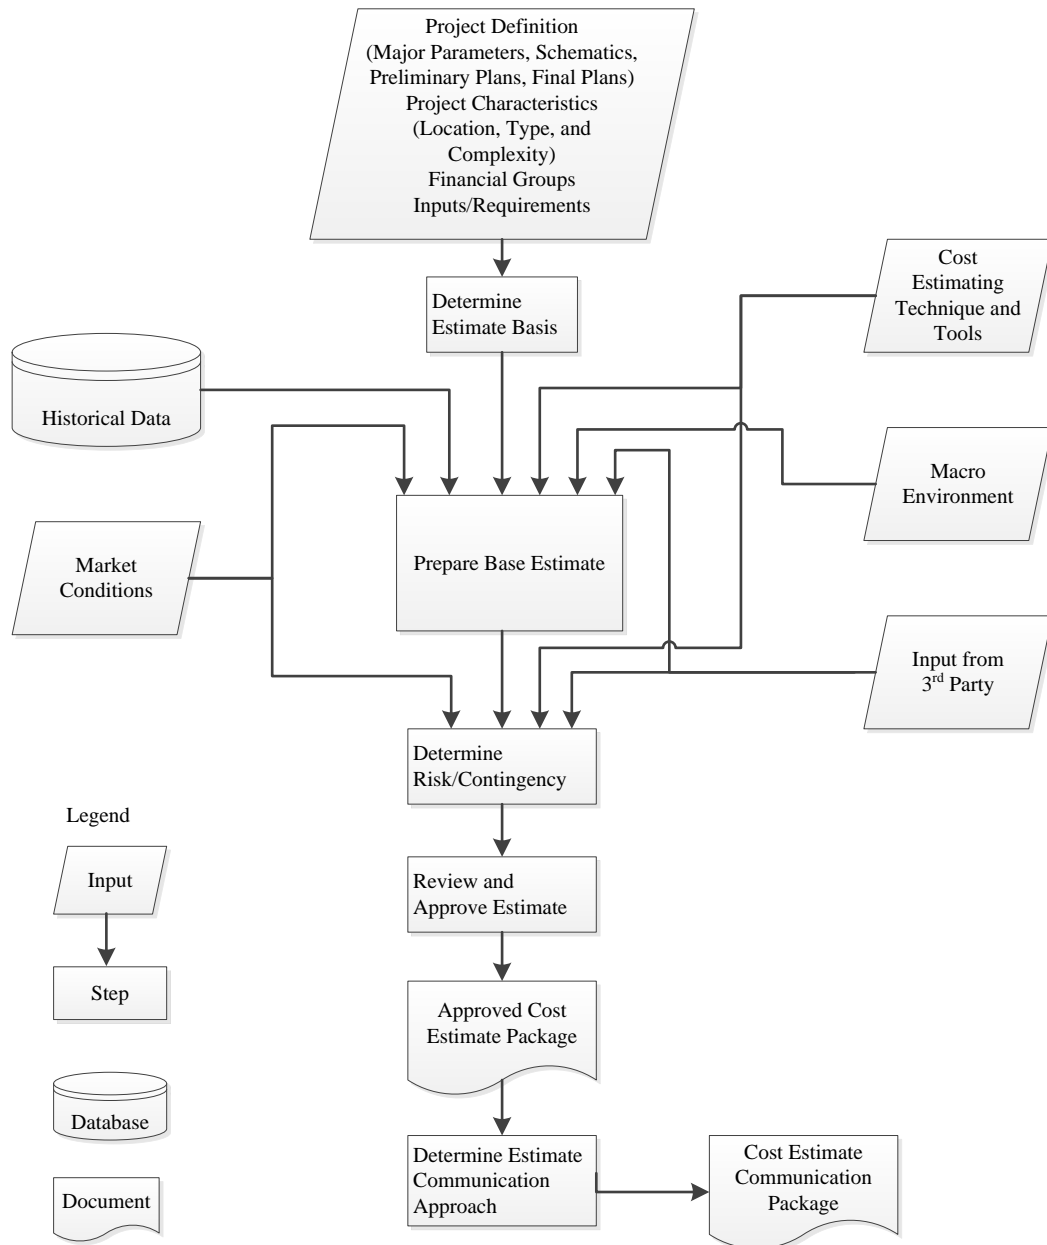 Project Definition
(Major Parameters, Schematics,
Preliminary Plans, Final Plans)
Project Characteristics
(Location, Type, and
Complexity)
Financial Groups
Inputs/Requirements
Determine
Estimate Basis
Cost
Estimating
Technique and
Tools
Historical Data
Macro
Environment
Market
Conditions
Prepare Base Estimate
Input from
3rd Party
Determine
Risk/Contingency
Legend
Input
Step
Database
Document
Review and
Approve Estimate
Approved Cost
Estimate Package
Determine Estimate
Communication
Approach
Cost Estimate
Communication
Package